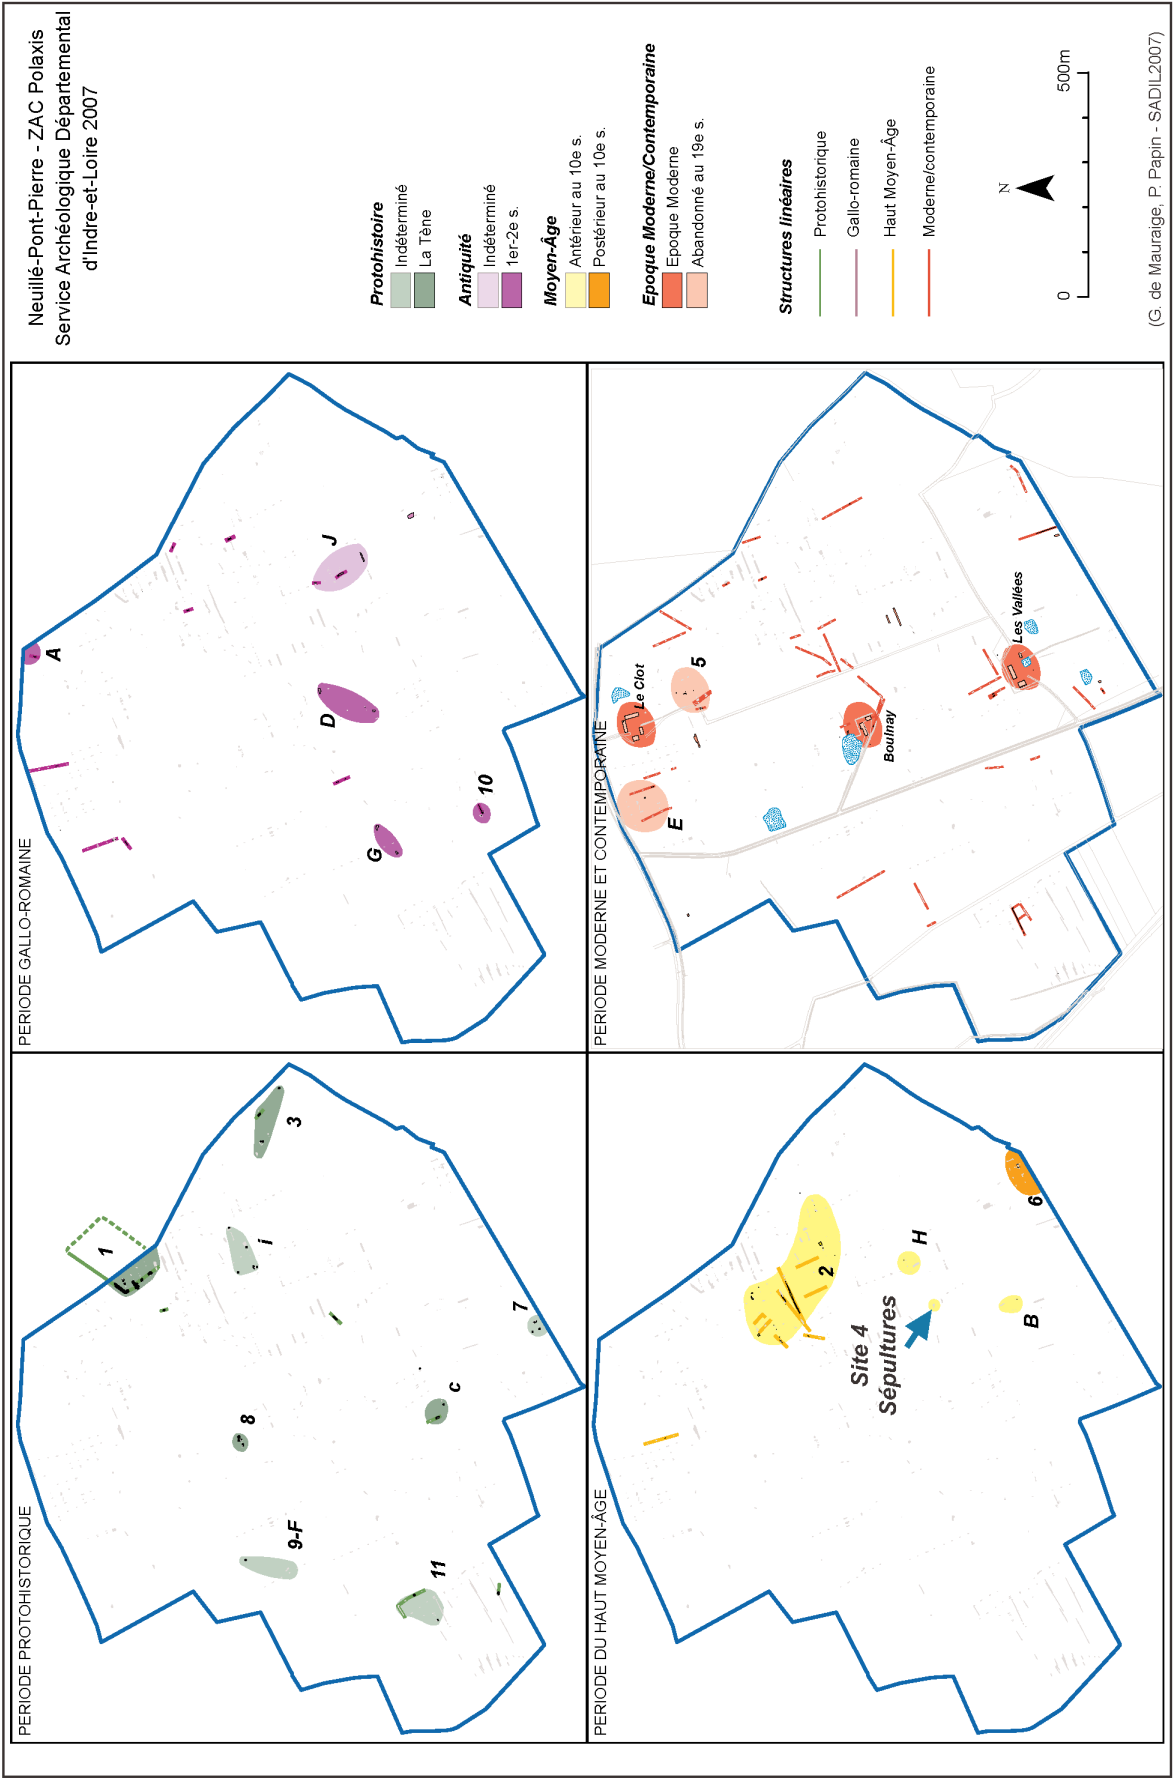 Neuillé-Pont-Pierre - ZAC Polaxis
Service Archéologique Départemental
d'Indre-et-Loire 2007
PERIODE PROTOHISTORIQUE
1
3
i
8
9-F
c
7
11
PERIODE GALLO-ROMAINE
A
J
D
G
10
PERIODE DU HAUT MOYEN-ÂGE
2
H
Site 4
Sépultures
B
6
PERIODE MODERNE ET CONTEMPORAINE
Le Clot
5
E
Boulnay
Les Vallées
Protohistoire
Indéterminé
La Tène
Antiquité
Indéterminé
1er-2e s.
Moyen-Âge
Antérieur au 10e s.
Postérieur au 10e s.
Epoque Moderne/Contemporaine
Epoque Moderne
Abandonné au 19e s.
Structures linéaires
Protohistorique
Gallo-romaine
Haut Moyen-Âge
Moderne/contemporaine
N
0 500m
(G. de Mauraige, P. Papin - SADIL2007)